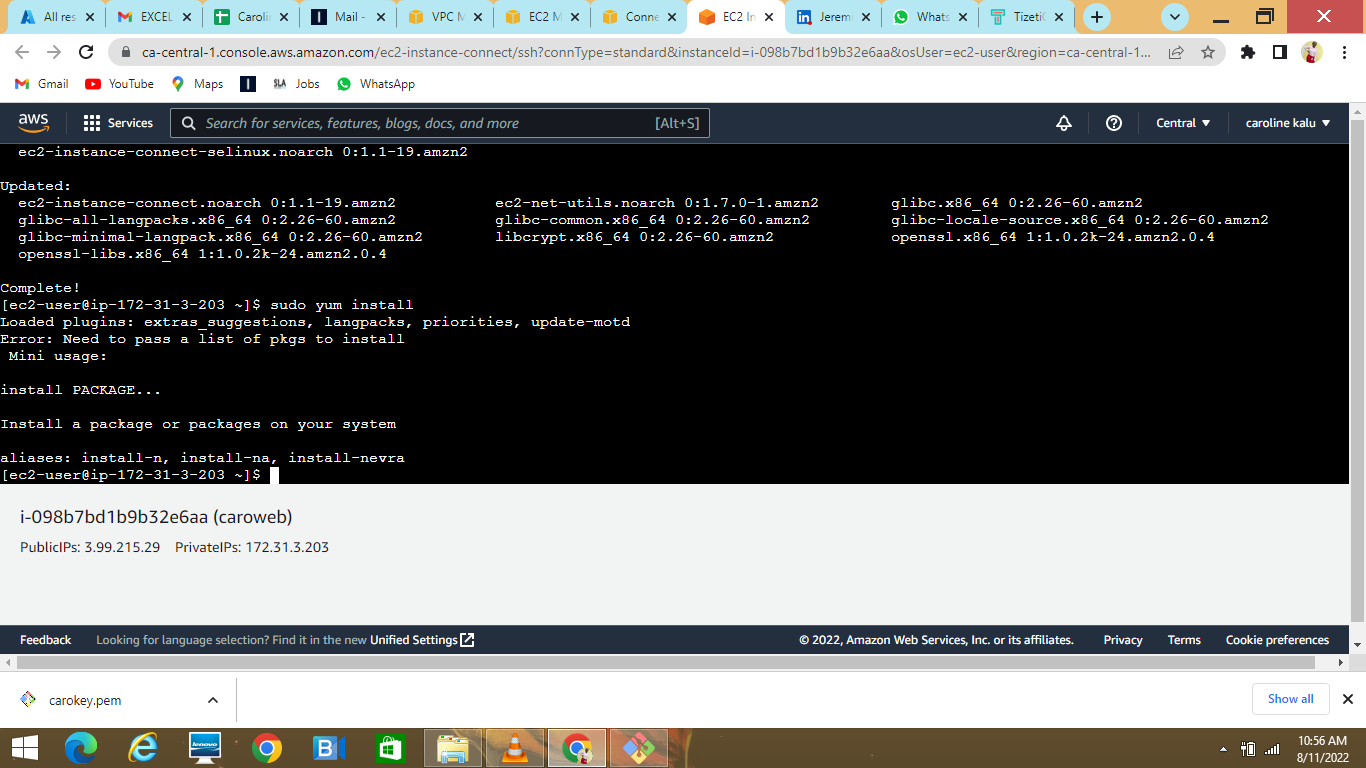 All res
EXCEL
Caroli
Mail -
VPC M
EC2 M
Conne
EC2 In
Jerem
Whats
Tizeti
ca-central-1.console.aws.amazon.com/ec2-instance-connect/ssh?connType=standard&instanceId=i-098b7bd1b9b32e6aa&osUser=ec2-user&region=ca-central-1...
Gmail YouTube Maps SLA Jobs WhatsApp
aws Services Search for services, features, blogs, docs, and more [Alt+S] Central caroline kalu
ec2-instance-connect-selinux.noarch 0:1.1-19.amzn2
Updated:
ec2-instance-connect.noarch 0:1.1-19.amzn2 ec2-net-utils.noarch 0:1.7.0-1.amzn2 glibc.x86_64 0:2.26-60.amzn2
glibc-all-langpacks.x86_64 0:2.26-60.amzn2 glibc-common.x86_64 0:2.26-60.amzn2 glibc-locale-source.x86_64 0:2.26-60.amzn2
glibc-minimal-langpack.x86_64 0:2.26-60.amzn2 libcrypt.x86_64 0:2.26-60.amzn2 openssl.x86_64 1:1.0.2k-24.amzn2.0.4
openssl-libs.x86_64 1:1.0.2k-24.amzn2.0.4
Complete!
[ec2-user@ip-172-31-3-203 ~]$ sudo yum install
Loaded plugins: extras_suggestions, langpacks, priorities, update-motd
Error: Need to pass a list of pkgs to install
Mini usage:
install PACKAGE...
Install a package or packages on your system
aliases: install-n, install-na, install-nevra
[ec2-user@ip-172-31-3-203 ~]$
i-098b7bd1b9b32e6aa (caroweb)
PublicIPs: 3.99.215.29 PrivateIPs: 172.31.3.203
Feedback Looking for language selection? Find it in the new Unified Settings © 2022, Amazon Web Services, Inc. or its affiliates. Privacy Terms Cookie preferences
carokey.pem Show all
lenovo
10:56 AM
8/11/2022